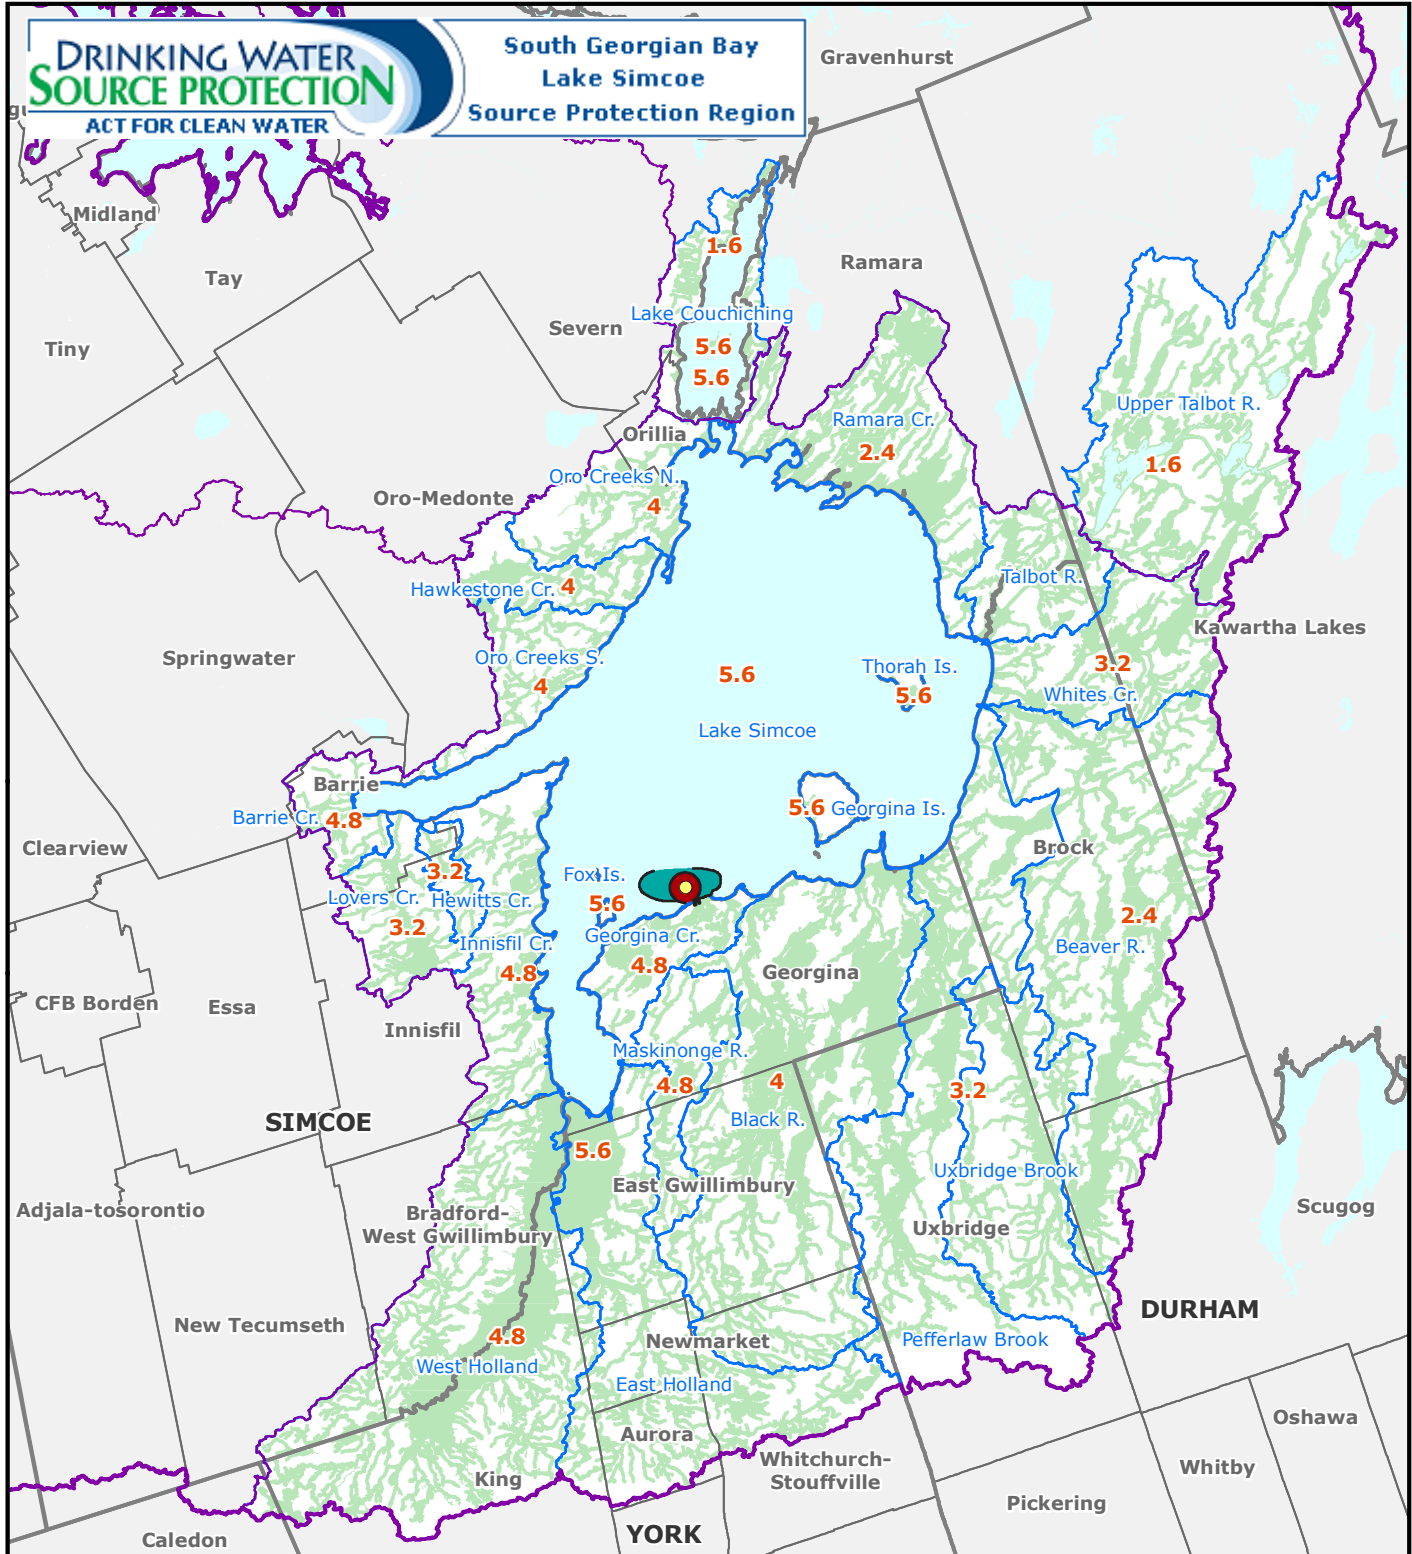 DRINKING WATER
SOURCE PROTECTION
ACT FOR CLEAN WATER
South Georgian Bay
Lake Simcoe
Source Protection Region
Gravenhurst
Midland
Tay
Tiny
Severn
Ramara
1.6
Lake Couchiching
5.6
5.6
Upper Talbot R.
1.6
Ramara Cr.
2.4
Orillia
Oro Creeks N.
4
Oro-Medonte
Hawkestone Cr.
4
Talbot R.
Kawartha Lakes
Springwater
Oro Creeks S.
4
5.6
Thorah Is.
5.6
3.2
Whites Cr.
Lake Simcoe
Barrie
Barrie Cr.
4.8
5.6
Georgina Is.
Clearview
Brock
3.2
Fox Is.
Lovers Cr.
Hewitts Cr.
5.6
3.2
Georgina Cr.
2.4
Beaver R.
Innisfil Cr.
4.8
4.8
Georgina
CFB Borden
Essa
Innisfil
Maskinonge R.
4.8
4
3.2
Black R.
SIMCOE
5.6
Uxbridge Brook
East Gwillimbury
Adjala-tosorontio
Bradford-
West Gwillimbury
Uxbridge
Scugog
DURHAM
New Tecumseth
4.8
Newmarket
Pefferlaw Brook
West Holland
East Holland
Aurora
Oshawa
Whitchurch-
Stouffville
Whitby
King
Pickering
Caledon
YORK